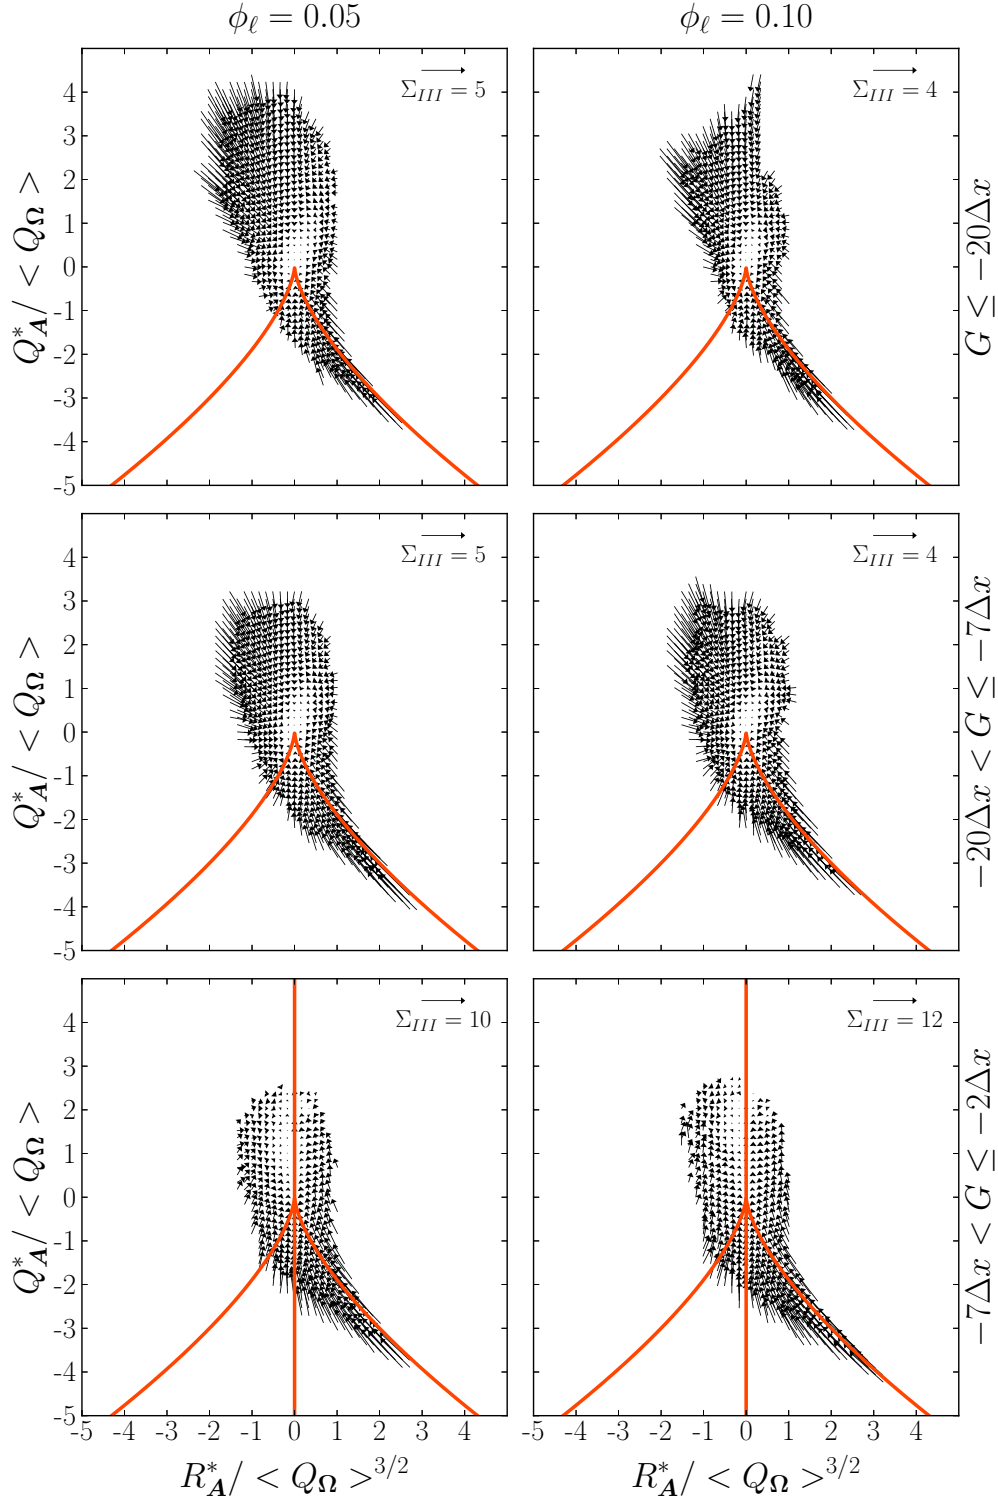 ϕℓ = 0.05
ϕℓ = 0.10
Σ_III = 5
Σ_III = 4
4
3
2
1
0
-1
-2
-3
-4
-5
Q*_A / < Q_Ω >
G ≤ −20Δx
Σ_III = 5
Σ_III = 4
4
3
2
1
0
-1
-2
-3
-4
-5
Q*_A / < Q_Ω >
−20Δx < G ≤ −7Δx
Σ_III = 10
Σ_III = 12
4
3
2
1
0
-1
-2
-3
-4
-5
Q*_A / < Q_Ω >
−7Δx < G ≤ −2Δx
-5 -4 -3 -2 -1 0 1 2 3 4
-5 -4 -3 -2 -1 0 1 2 3 4
R*_A / < Q_Ω >^3/2
R*_A / < Q_Ω >^3/2